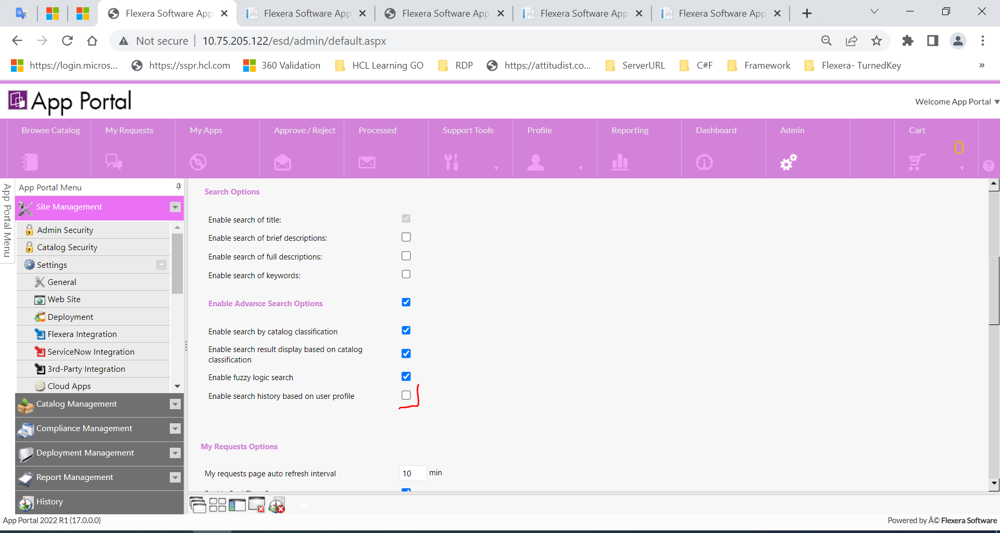 Flexera Software App
Flexera Software App
Flexera Software App
Flexera Software App
Flexera Software App
Not secure
10.75.205.122/esd/admin/default.aspx
https://login.micros...
https://sspr.hcl.com
360 Validation
HCL Learning GO
RDP
https://attitudist.co...
ServerURL
C#F
Framework
Flexera- TurnedKey
»
App Portal
Welcome App Portal
Browse Catalog
My Requests
My Apps
Approve / Reject
Processed
Support Tools
Profile
Reporting
Dashboard
Admin
Cart
0
App Portal Menu
App Portal Menu
Site Management
Admin Security
Catalog Security
Settings
General
Web Site
Deployment
Flexera Integration
ServiceNow Integration
3rd-Party Integration
Cloud Apps
Catalog Management
Compliance Management
Deployment Management
Report Management
History
Search Options
Enable search of title:
Enable search of brief descriptions:
Enable search of full descriptions:
Enable search of keywords:
Enable Advance Search Options
Enable search by catalog classification
Enable search result display based on catalog
classification
Enable fuzzy logic search
Enable search history based on user profile
My Requests Options
My requests page auto refresh interval
10 min
App Portal 2022 R1 (17.0.0.0)
Powered by Â© Flexera Software